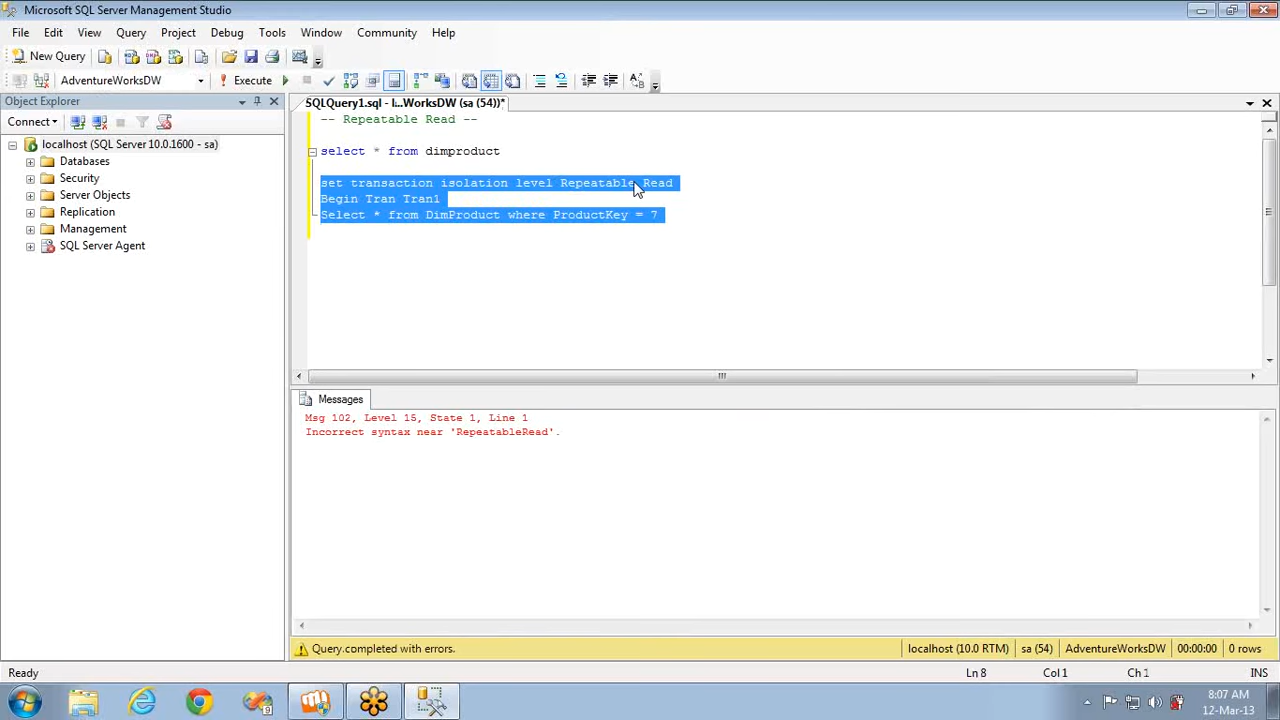 Microsoft SQL Server Management Studio
File Edit View Query Project Debug Tools Window Community Help
New Query
AdventureWorksDW Execute
Object Explorer
Connect
localhost (SQL Server 10.0.1600 - sa)
Databases
Security
Server Objects
Replication
Management
SQL Server Agent
SQLQuery1.sql - l...WorksDW (sa (54))*
-- Repeatable Read --
select * from dimproduct
set transaction isolation level Repeatable Read
Begin Tran Tran1
Select * from DimProduct where ProductKey = 7
Messages
Msg 102, Level 15, State 1, Line 1
Incorrect syntax near 'RepeatableRead'.
Query completed with errors. localhost (10.0 RTM) sa (54) AdventureWorksDW 00:00:00 0 rows
Ready Ln 8 Col 1 Ch 1 INS
8:07 AM
12-Mar-13